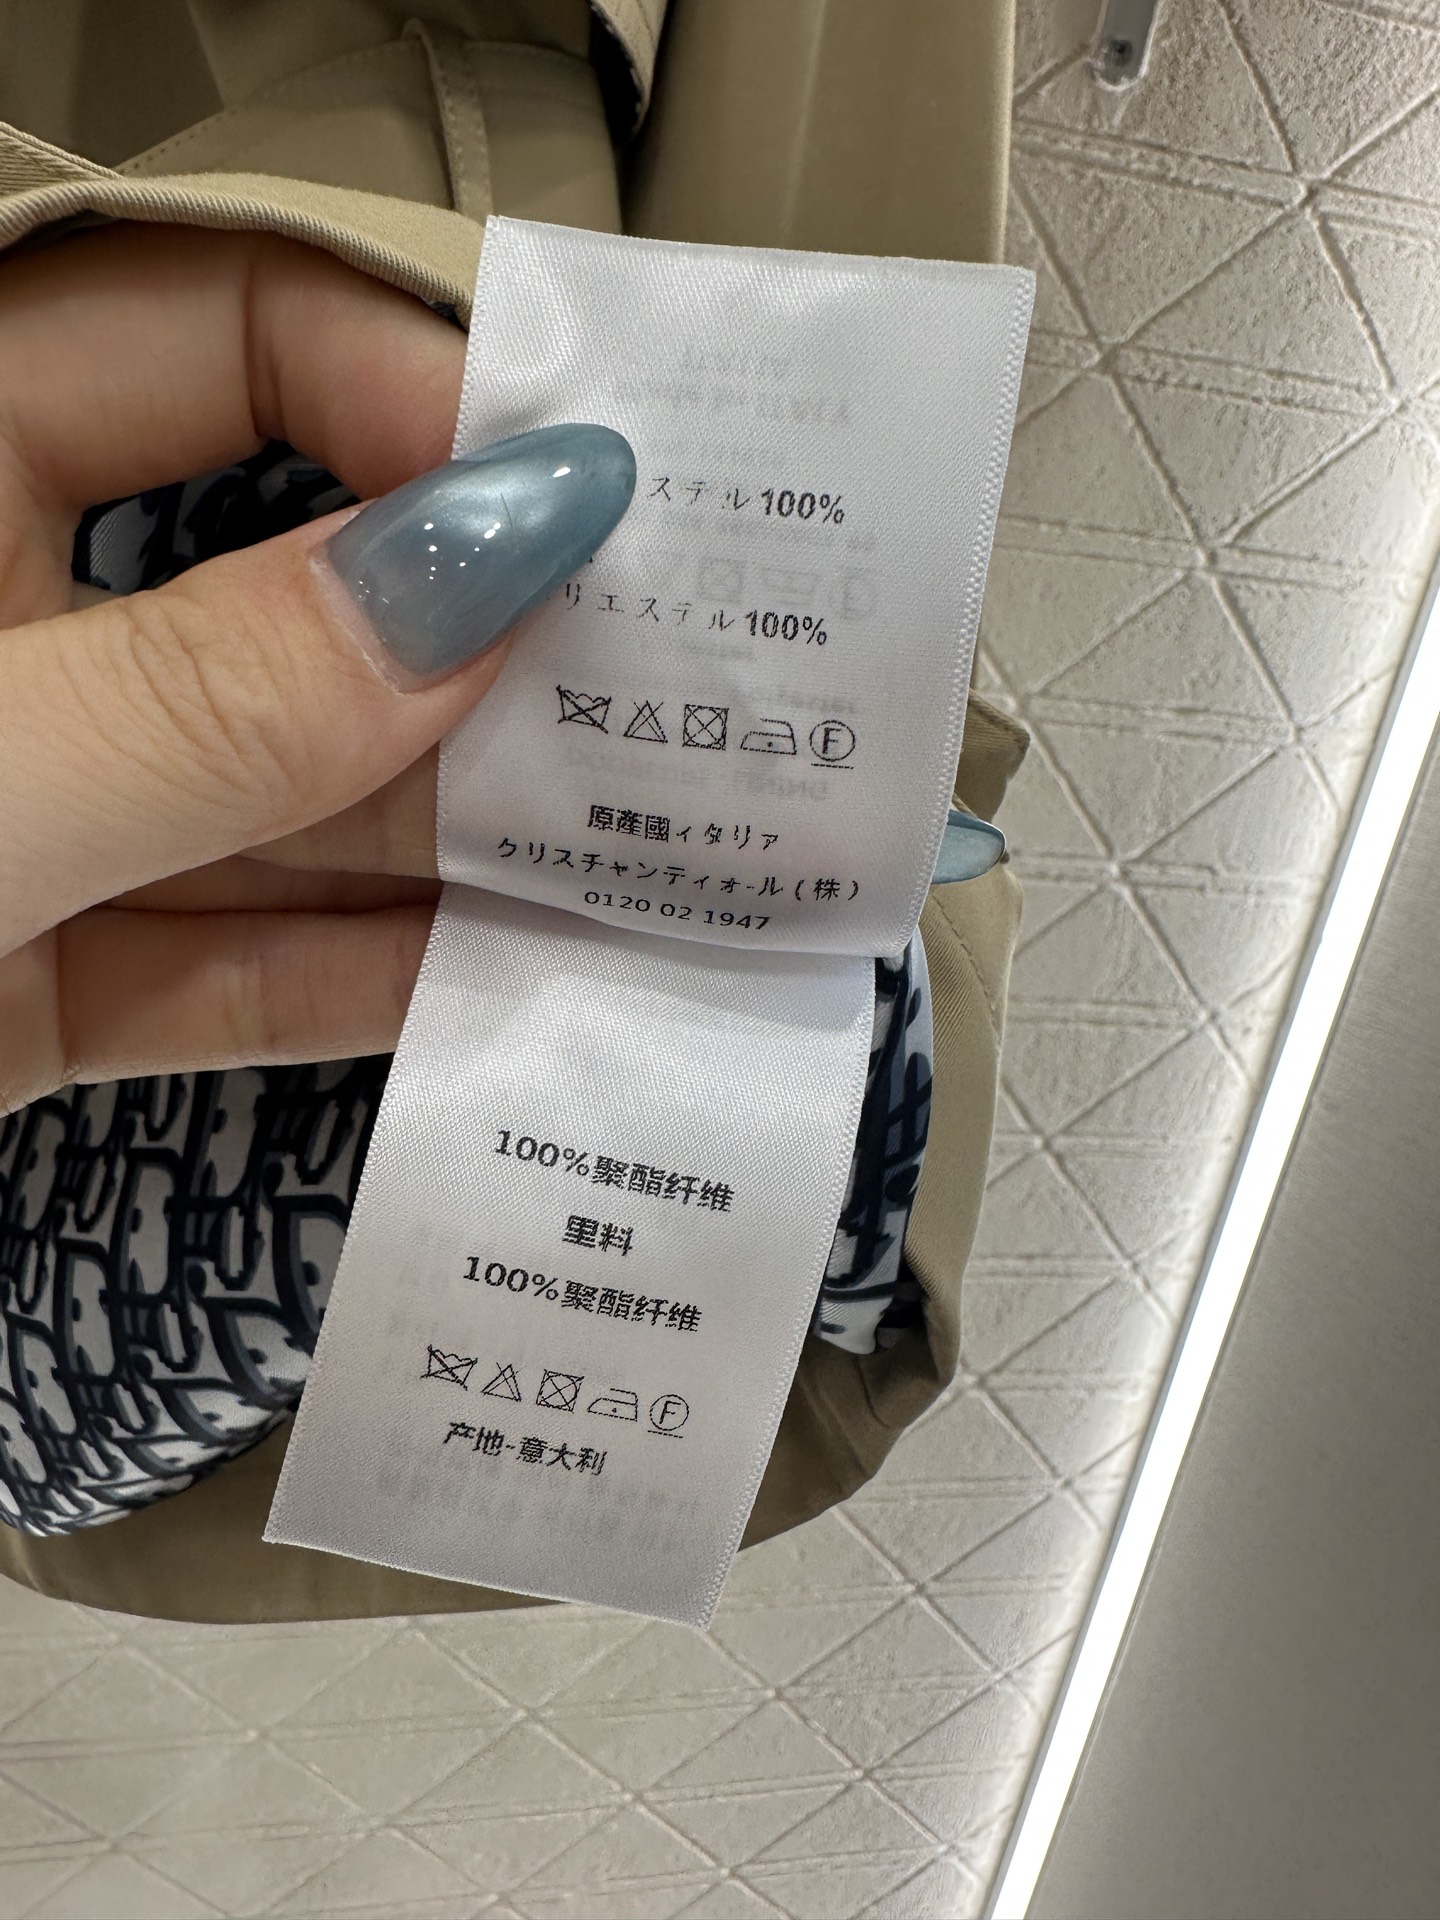 ステル100%
リエステル100%
F
原産國イタリア
クリスチャンディオール(株)
0120 02 1947
100%聚酯纤维
里料
100%聚酯纤维
F
产地-意大利